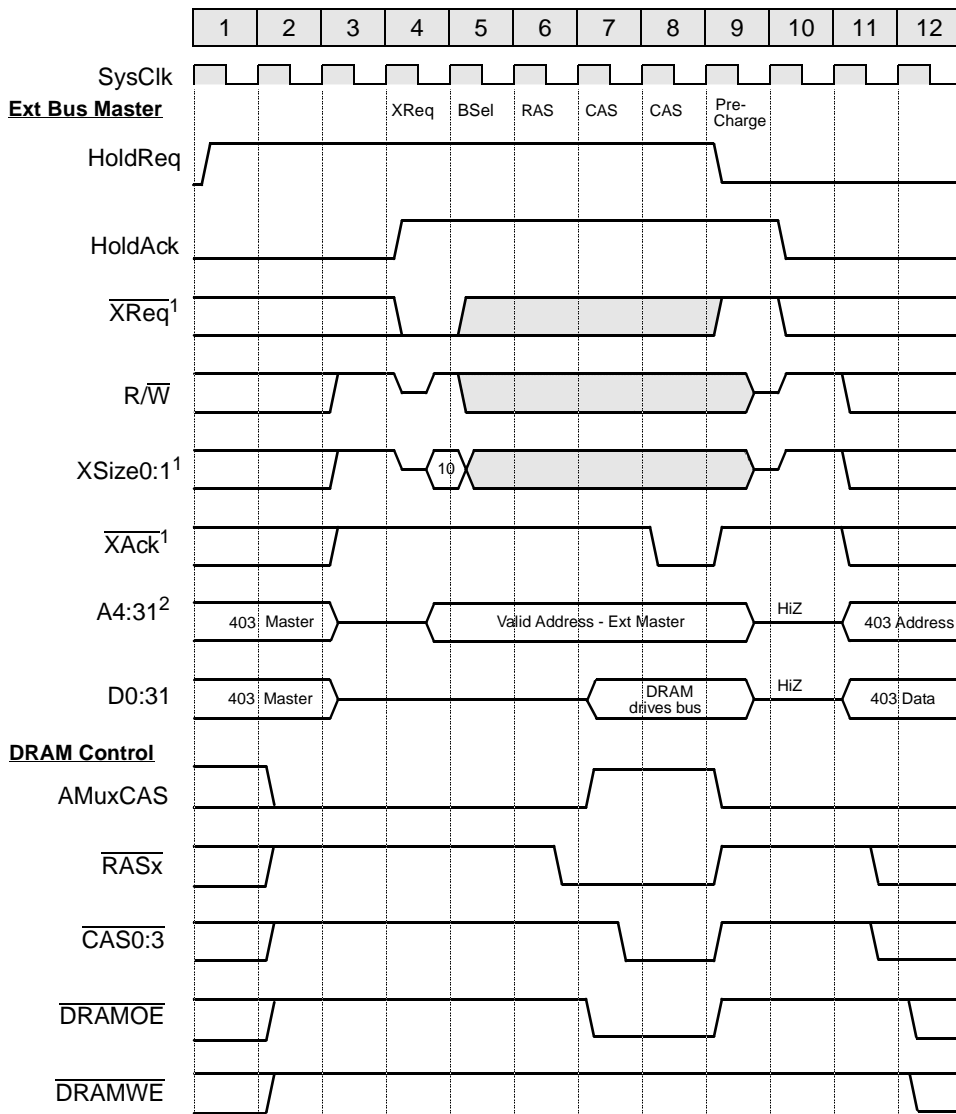 1 2 3 4 5 6 7 8 9 10 11 12
SysClk
Ext Bus Master
XReq BSel RAS CAS CAS Pre-
Charge
HoldReq
HoldAck
XReq1
R/W
XSize0:11
10
XAck1
A4:312
403 Master
Valid Address - Ext Master
HiZ
403 Address
D0:31
403 Master
DRAM
drives bus
HiZ
403 Data
DRAM Control
AMuxCAS
RASx
CAS0:3
DRAMOE
DRAMWE